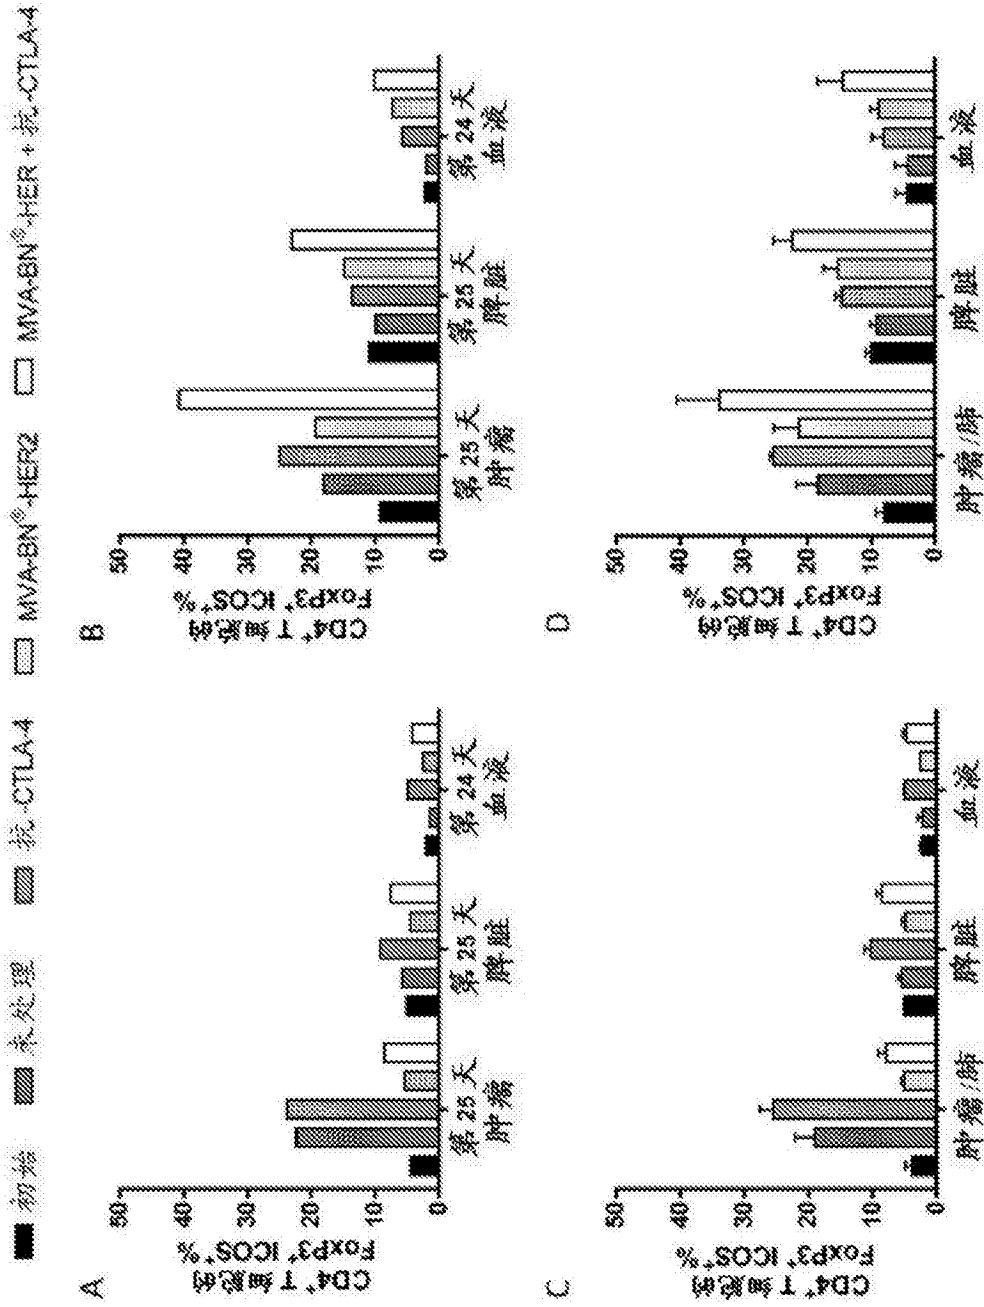 初始
未处理
抗-CTLA-4
MVA-BN®-HER2
MVA-BN®-HER + 抗-CTLA-4
A
CD4⁺ T 细胞的
FoxP3⁺ ICOS⁺%
50
40
30
20
10
0
第 25 天
肿瘤
第 25 天
脾脏
第 24 天
血液
B
CD4⁺ T 细胞的
FoxP3⁺ ICOS⁺%
50
40
30
20
10
0
第 25 天
肿瘤
第 25 天
脾脏
第 24 天
血液
C
CD4⁺ T 细胞的
FoxP3⁺ ICOS⁺%
50
40
30
20
10
0
肿瘤/肺
脾脏
血液
D
CD4⁺ T 细胞的
FoxP3⁺ ICOS⁺%
50
40
30
20
10
0
肿瘤/肺
脾脏
血液